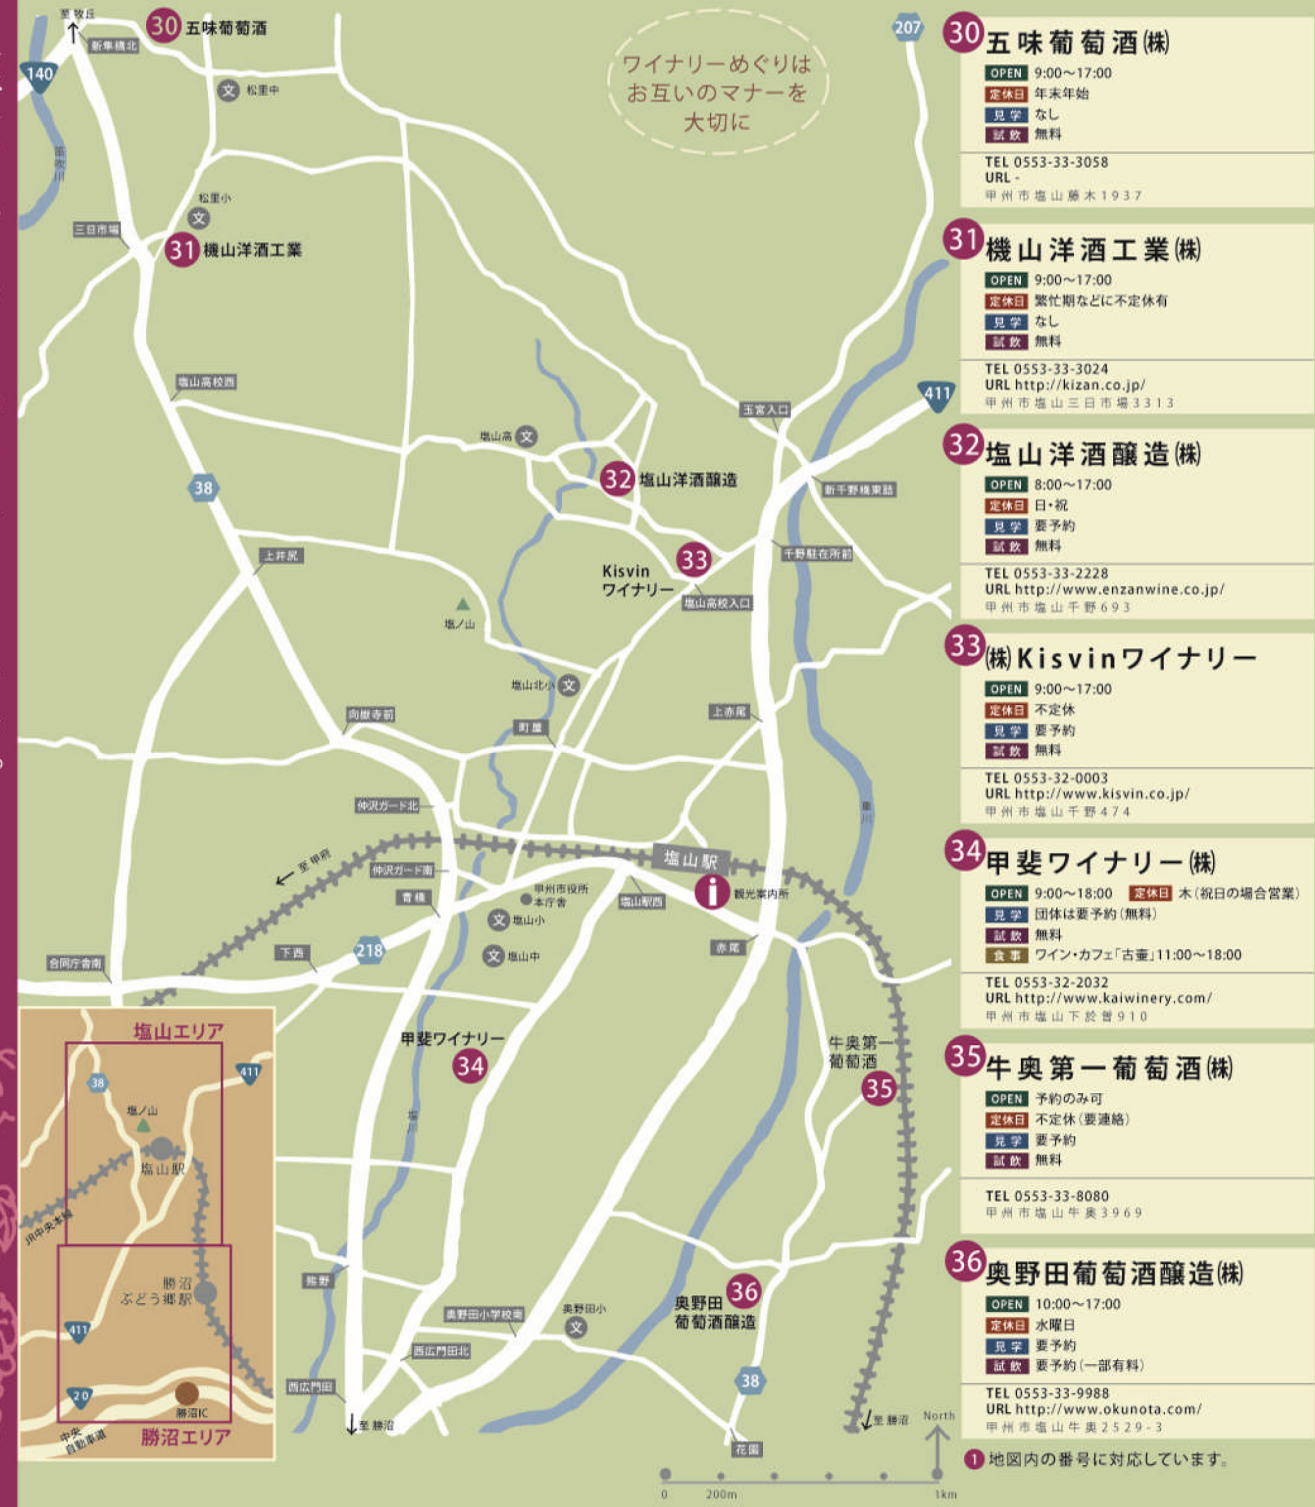 至 牧丘
30 五味葡萄酒
新隼橋北
140
文 松里中
笛吹川
松里小
文
三日市場
31 機山洋酒工業
ワイナリーめぐりは
お互いのマナーを
大切に
207
塩山高校西
38
塩山高 文
玉宮入口
411
32 塩山洋酒醸造
新千野橋東詰
上井尻
33
Kisvin
ワイナリー
千野駐在所前
塩山高校入口
塩ノ山
塩山北小 文
向嶽寺前
町屋
上赤尾
重川
仲沢ガード北
至 甲府
仲沢ガード南
塩山駅
青橋
甲州市役所
本庁舎
塩山駅西
i 観光案内所
文 塩山小
218
下西
文 塩山中
赤尾
合同庁舎南
甲斐ワイナリー
34
牛奥第一
葡萄酒
35
塩川
熊野
奥野田小学校南
奥野田小
文
36
奥野田
葡萄酒醸造
西広門田北
西広門田
至 勝沼
38
花園
至 勝沼
North
0 200m 1km
塩山エリア
38
411
塩ノ山
塩山駅
JR中央本線
勝沼
ぶどう郷駅
411
20
勝沼IC
中央
自動車道
勝沼エリア
30 五味葡萄酒㈱
OPEN 9:00〜17:00
定休日 年末年始
見学 なし
試飲 無料
TEL 0553-33-3058
URL -
甲州市塩山藤木1937
31 機山洋酒工業㈱
OPEN 9:00〜17:00
定休日 繁忙期などに不定休有
見学 なし
試飲 無料
TEL 0553-33-3024
URL http://kizan.co.jp/
甲州市塩山三日市場3313
32 塩山洋酒醸造㈱
OPEN 8:00〜17:00
定休日 日・祝
見学 要予約
試飲 無料
TEL 0553-33-2228
URL http://www.enzanwine.co.jp/
甲州市塩山千野693
33 ㈱Kisvinワイナリー
OPEN 9:00〜17:00
定休日 不定休
見学 要予約
試飲 無料
TEL 0553-32-0003
URL http://www.kisvin.co.jp/
甲州市塩山千野474
34 甲斐ワイナリー㈱
OPEN 9:00〜18:00 定休日 木(祝日の場合営業)
見学 団体は要予約(無料)
試飲 無料
食事 ワイン・カフェ「古壷」11:00〜18:00
TEL 0553-32-2032
URL http://www.kaiwinery.com/
甲州市塩山下於曽910
35 牛奥第一葡萄酒㈱
OPEN 予約のみ可
定休日 不定休(要連絡)
見学 要予約
試飲 無料
TEL 0553-33-8080
甲州市塩山牛奥3969
36 奥野田葡萄酒醸造㈱
OPEN 10:00〜17:00
定休日 水曜日
見学 要予約
試飲 要予約(一部有料)
TEL 0553-33-9988
URL http://www.okunota.com/
甲州市塩山牛奥2529-3
1 地図内の番号に対応しています。